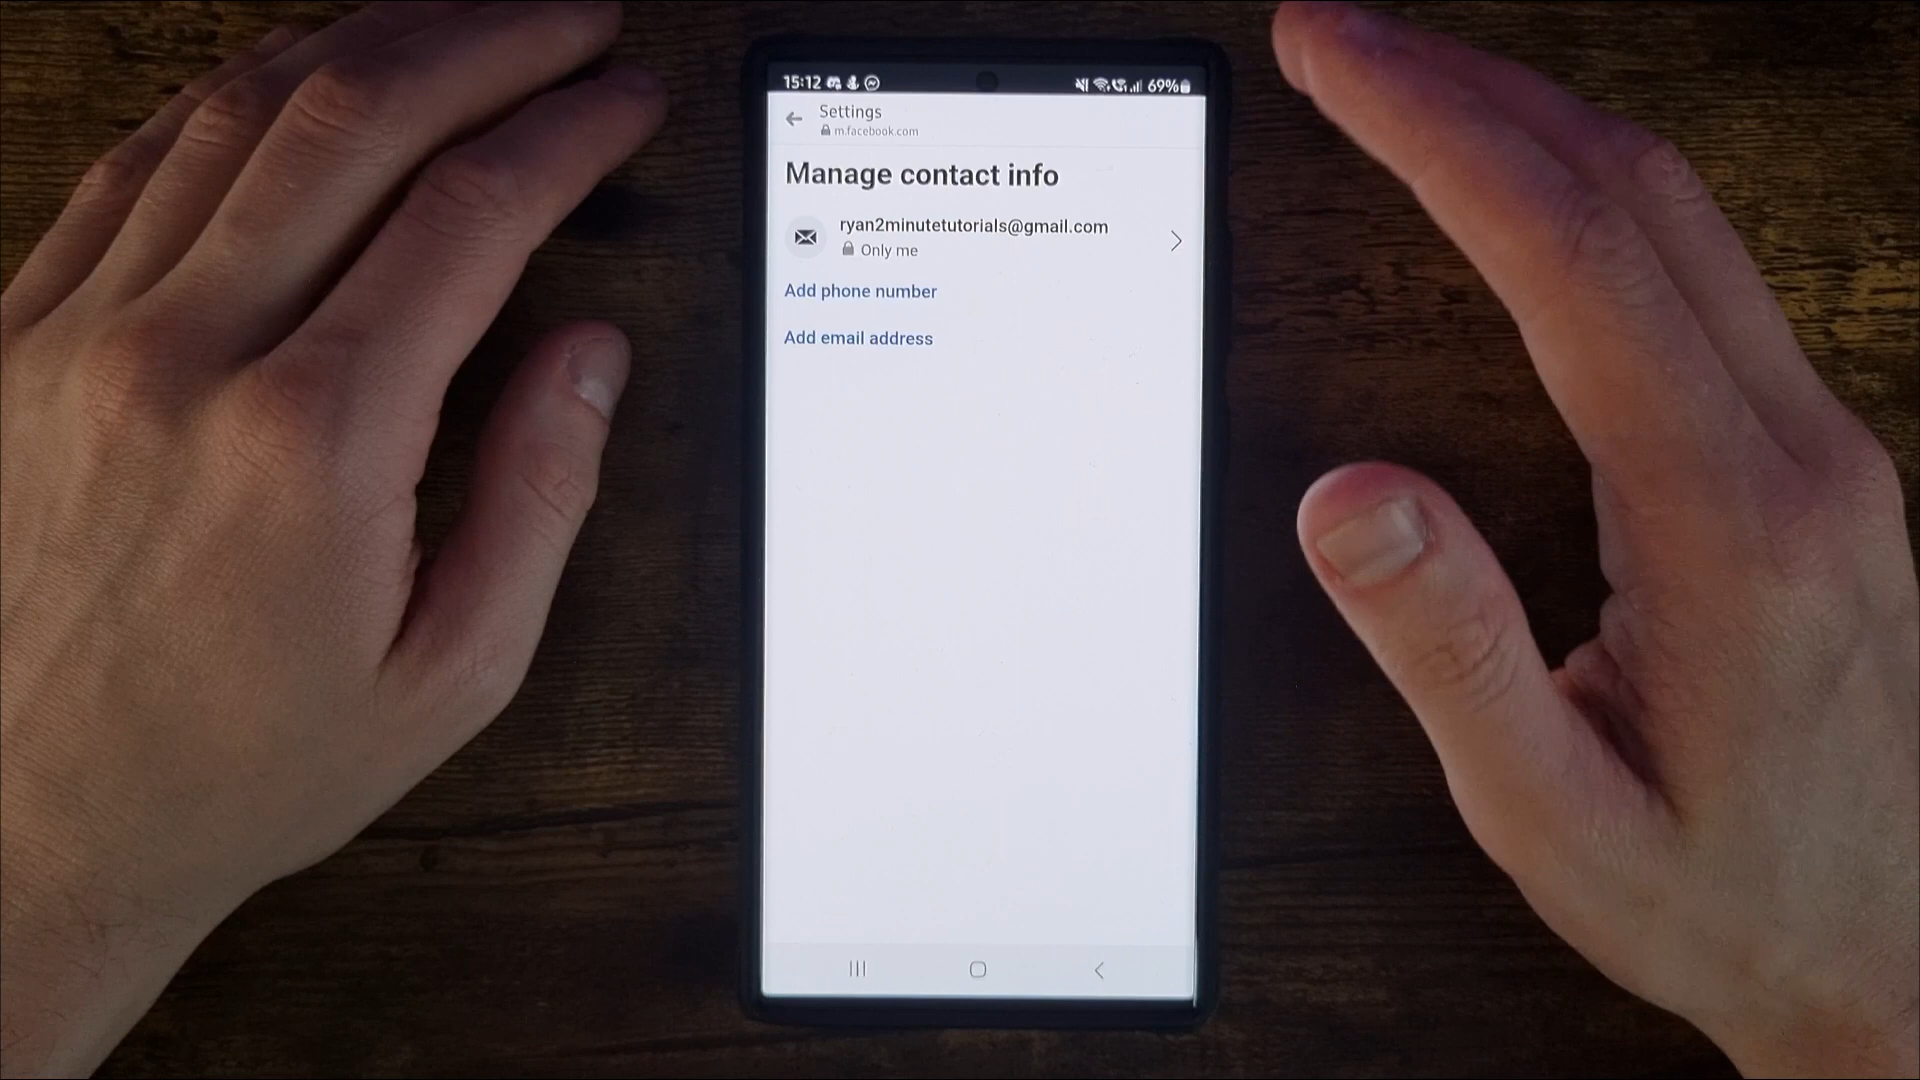 15:12 69%
Settings
m.facebook.com
Manage contact info
ryan2minutetutorials@gmail.com
Only me
Add phone number
Add email address